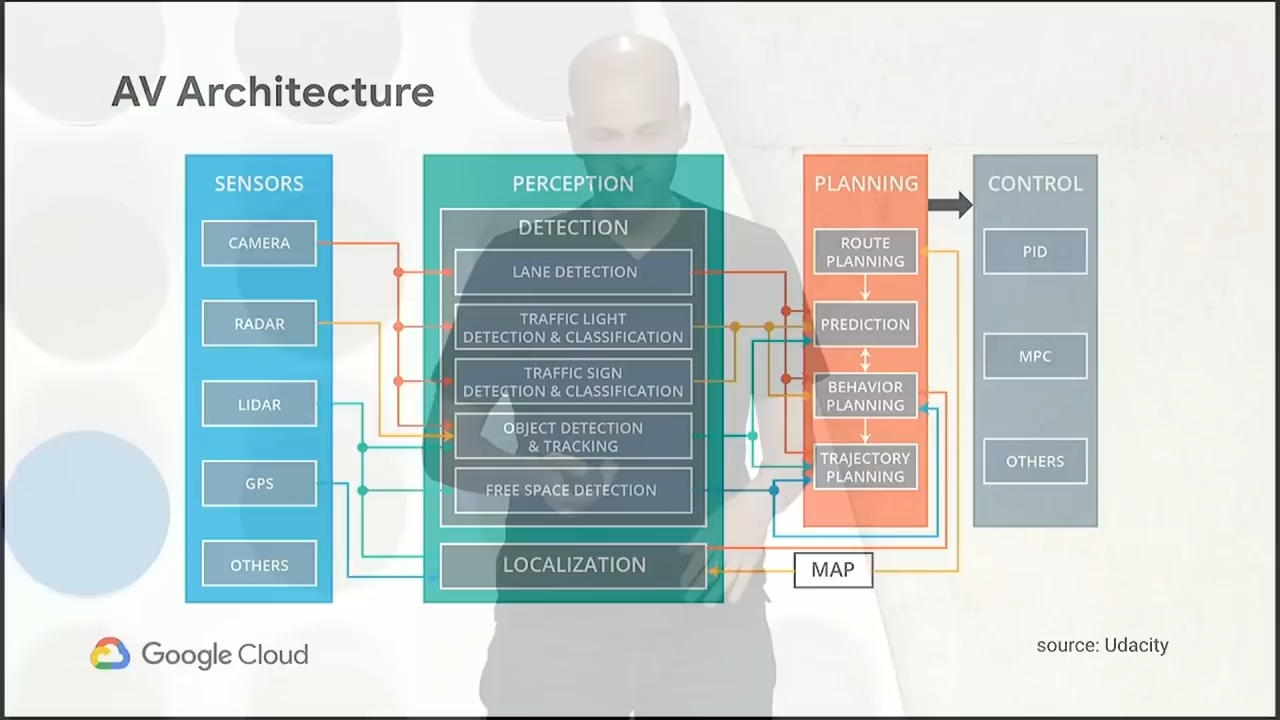 AV Architecture
SENSORS
CAMERA
RADAR
LIDAR
GPS
OTHERS
PERCEPTION
DETECTION
LANE DETECTION
TRAFFIC LIGHT
DETECTION & CLASSIFICATION
TRAFFIC SIGN
DETECTION & CLASSIFICATION
OBJECT DETECTION
& TRACKING
FREE SPACE DETECTION
LOCALIZATION
PLANNING
ROUTE
PLANNING
PREDICTION
BEHAVIOR
PLANNING
TRAJECTORY
PLANNING
MAP
CONTROL
PID
MPC
OTHERS
Google Cloud
source: Udacity